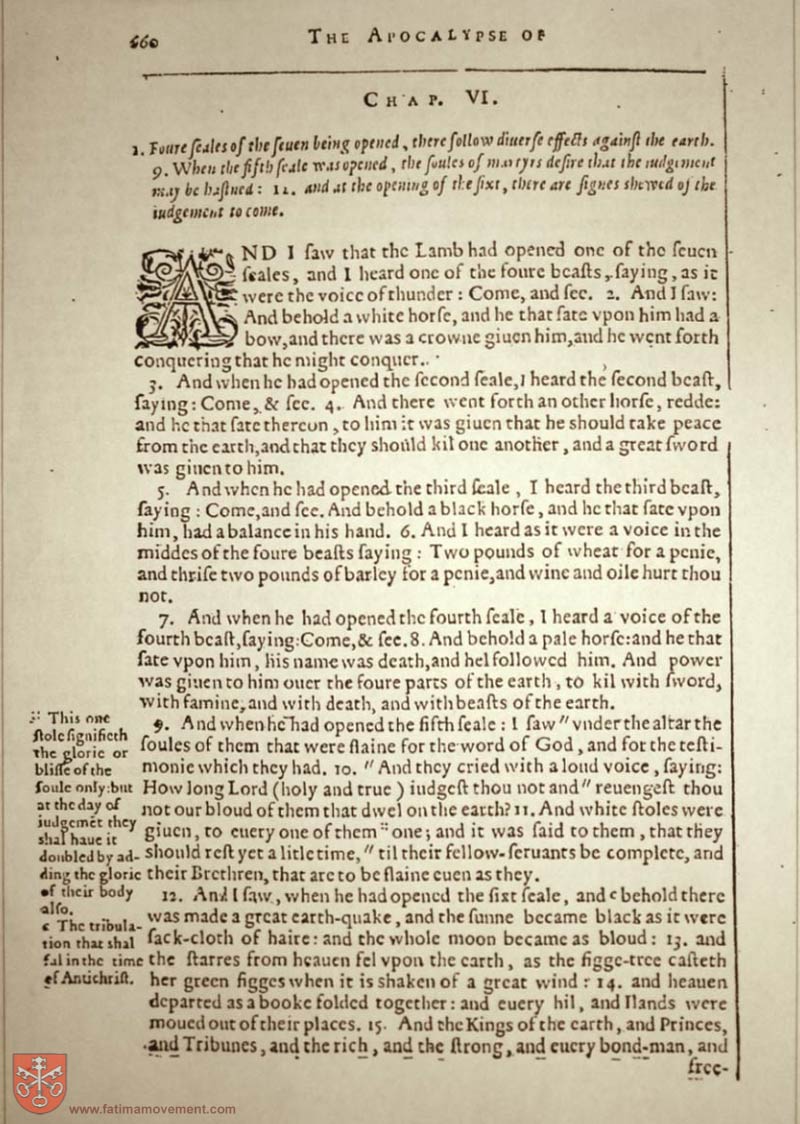 660
THE APOCALYPSE OF
CHAP. VI.
1. Foure ſeales of the ſeuen being opened, there follow diuerſe effects againſt the earth.
9. When the fifth ſeale was opened, the ſoules of martyrs deſire that the iudgement
may be haſtned: 12. and at the opening of the ſixt, there are ſignes shewed of the
iudgement to come.
AND I ſaw that the Lamb had opened one of the ſeuen
ſeales, and I heard one of the foure beaſts, ſaying, as it
were the voice of thunder: Come, and ſee. 2. And I ſaw:
And behold a white horſe, and he that ſate vpon him had a
bow, and there was a crowne giuen him, and he went forth
conquering that he might conquer.
3. And when he had opened the ſecond ſeale, I heard the ſecond beaſt,
ſaying: Come, & ſee. 4. And there went forth an other horſe, redde:
and he that ſate thereon, to him it was giuen that he should take peace
from the earth, and that they should kil one another, and a great ſword
was giuen to him.
5. And when he had opened the third ſeale, I heard the third beaſt,
ſaying: Come, and ſee. And behold a black horſe, and he that ſate vpon
him, had a balance in his hand. 6. And I heard as it were a voice in the
middes of the foure beaſts ſaying: Two pounds of wheat for a penie,
and thriſe two pounds of barley for a penie, and wine and oile hurt thou
not.
7. And when he had opened the fourth ſeale, I heard a voice of the
fourth beaſt, ſaying: Come, & ſee. 8. And behold a pale horſe: and he that
ſate vpon him, his name was death, and hel followed him. And power
was giuen to him ouer the foure parts of the earth, to kil with ſword,
with famine, and with death, and with beaſts of the earth.
9. And when he had opened the fifth ſeale: I ſaw " vnder the altar the
ſoules of them that were ſlaine for the word of God, and for the teſti-
monie which they had. 10. " And they cried with a loud voice, ſaying:
How long Lord (holy and true) iudgeſt thou not and " reuengeſt thou
not our bloud of them that dwel on the earth? 11. And white ſtoles were
giuen, to euery one of them :: one; and it was ſaid to them, that they
should reſt yet a litle time, " til their fellow-ſeruants be complete, and
their Brethren, that are to be ſlaine euen as they.
12. And I ſaw, when he had opened the ſixt ſeale, and c behold there
was made a great earth-quake, and the ſunne became black as it were
ſack-cloth of haire: and the whole moon became as bloud: 13. and
the ſtarres from heauen fel vpon the earth, as the figge-tree caſteth
her green figges when it is shaken of a great wind: 14. and heauen
departed as a booke folded together: and euery hil, and Ilands were
moued out of their places. 15. And the Kings of the earth, and Princes,
and Tribunes, and the rich, and the ſtrong, and euery bond-man, and
free-
:: This one
ſtole ſignifieth
the glorie or
bliſſe of the
ſoule only: but
at the day of
iudgemēt they
shal haue it
doubled by ad-
ding the glorie
of their body
alſo.
c The tribula-
tion that shal
fal in the time
of Antichriſt.
www.fatimamovement.com